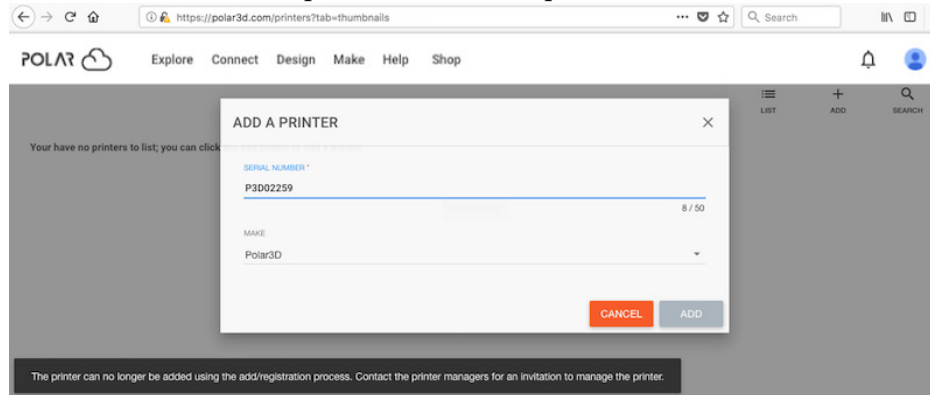 https://polar3d.com/printers?tab=thumbnails
Search
POLAR
Explore Connect Design Make Help Shop
LIST ADD SEARCH
ADD A PRINTER
Your have no printers to list; you can click
SERIAL NUMBER *
P3D02259
8 / 50
MAKE
Polar3D
CANCEL ADD
The printer can no longer be added using the add/registration process. Contact the printer managers for an invitation to manage the printer.